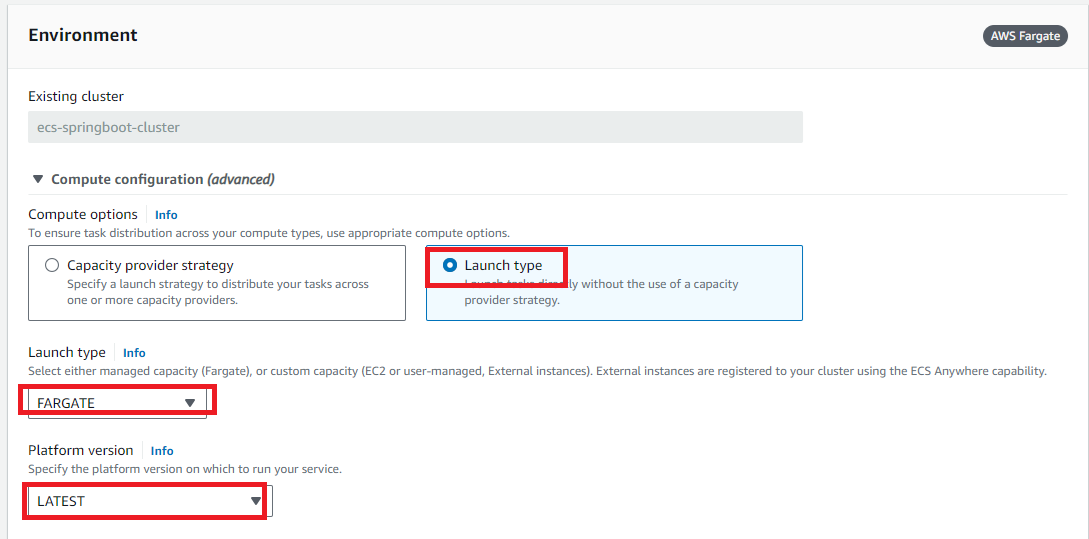 Environment
AWS Fargate
Existing cluster
ecs-springboot-cluster
Compute configuration (advanced)
Compute options Info
To ensure task distribution across your compute types, use appropriate compute options.
Capacity provider strategy
Specify a launch strategy to distribute your tasks across
one or more capacity providers.
Launch type
Launch tasks directly without the use of a capacity
provider strategy.
Launch type Info
Select either managed capacity (Fargate), or custom capacity (EC2 or user-managed, External instances). External instances are registered to your cluster using the ECS Anywhere capability.
FARGATE
Platform version Info
Specify the platform version on which to run your service.
LATEST